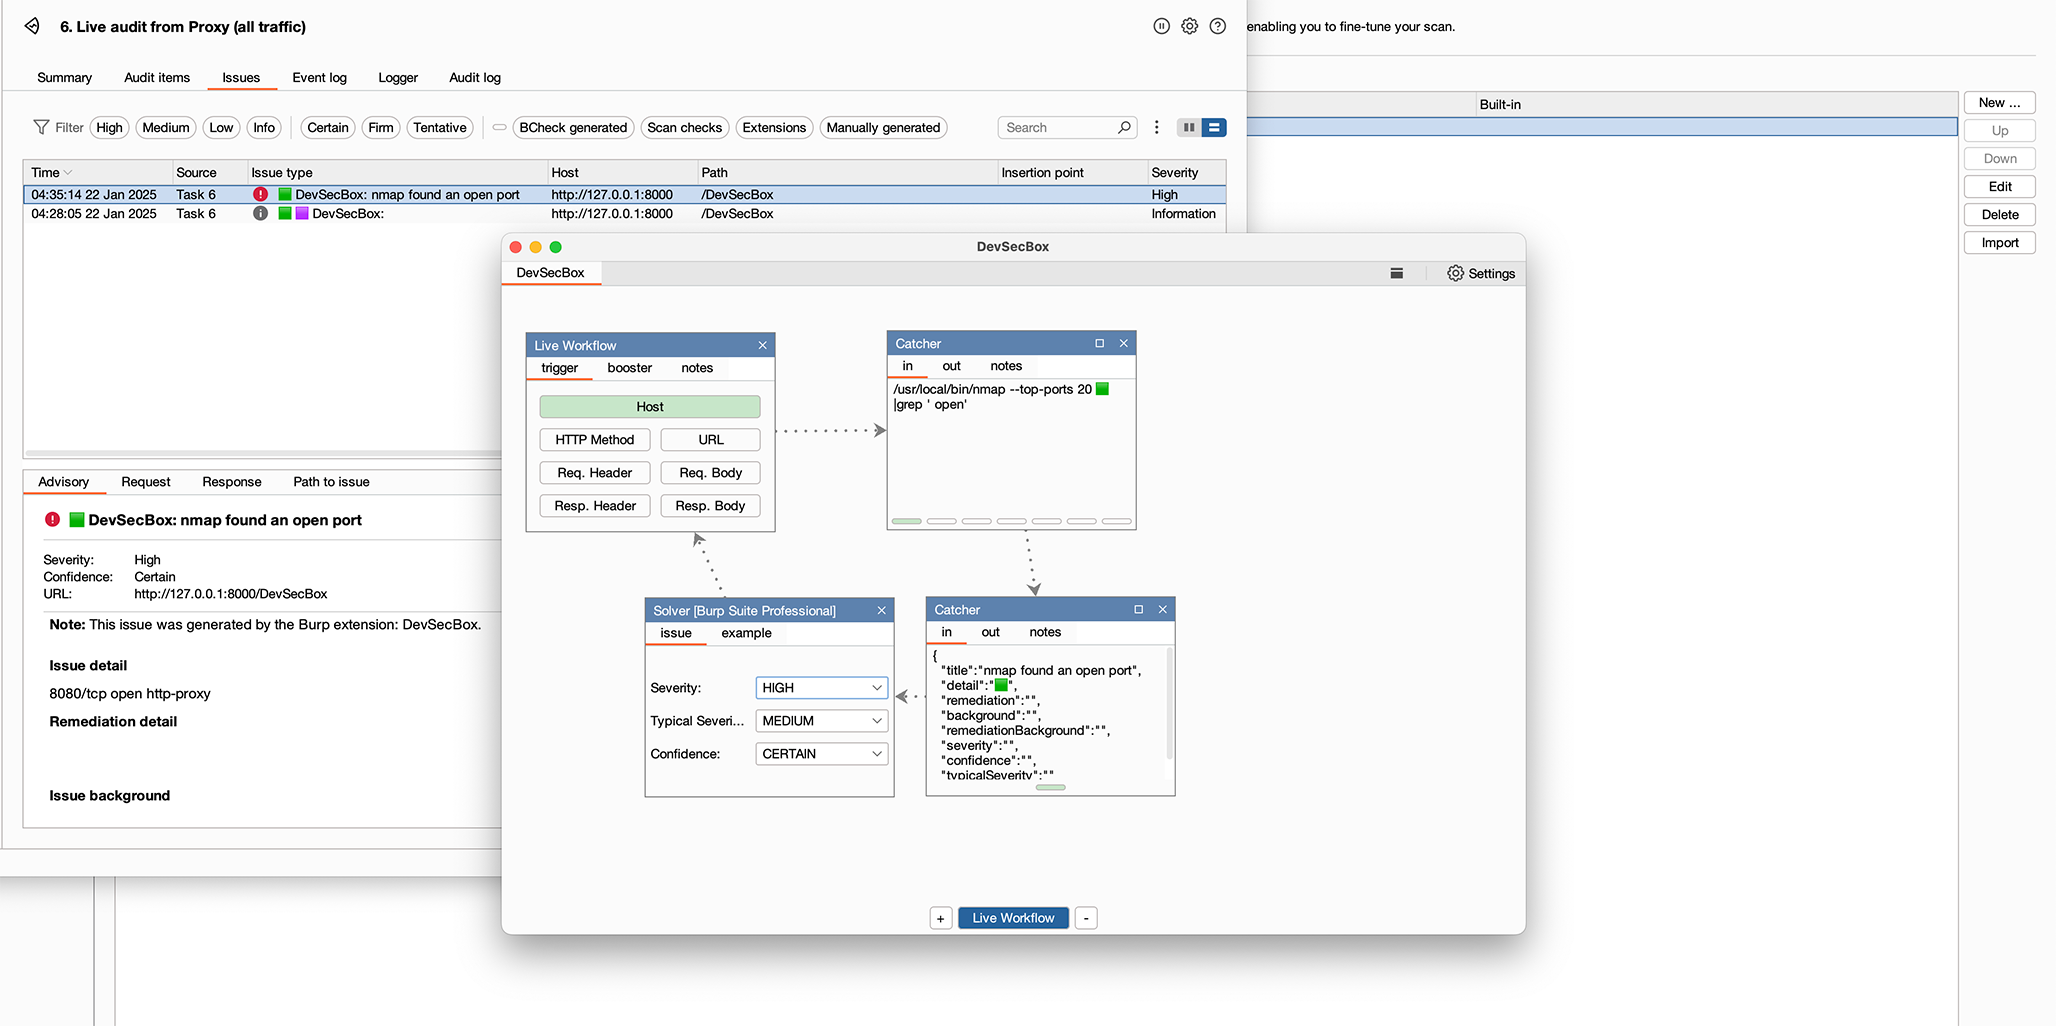 6. Live audit from Proxy (all traffic)
enabling you to fine-tune your scan.
Summary
Audit items
Issues
Event log
Logger
Audit log
Filter
High
Medium
Low
Info
Certain
Firm
Tentative
BCheck generated
Scan checks
Extensions
Manually generated
Search
Time
Source
Issue type
Host
Path
Insertion point
Severity
04:35:14 22 Jan 2025
Task 6
DevSecBox: nmap found an open port
http://127.0.0.1:8000
/DevSecBox
High
04:28:05 22 Jan 2025
Task 6
DevSecBox:
http://127.0.0.1:8000
/DevSecBox
Information
Built-in
New ...
Up
Down
Edit
Delete
Import
Advisory
Request
Response
Path to issue
DevSecBox: nmap found an open port
Severity: High
Confidence: Certain
URL: http://127.0.0.1:8000/DevSecBox
Note: This issue was generated by the Burp extension: DevSecBox.
Issue detail
8080/tcp open http-proxy
Remediation detail
Issue background
DevSecBox
DevSecBox
Settings
Live Workflow
trigger
booster
notes
Host
HTTP Method
URL
Req. Header
Req. Body
Resp. Header
Resp. Body
Catcher
in
out
notes
/usr/local/bin/nmap --top-ports 20 🟩
|grep ' open'
Solver [Burp Suite Professional]
issue
example
Severity:
HIGH
Typical Severi...
MEDIUM
Confidence:
CERTAIN
Catcher
in
out
notes
{
"title":"nmap found an open port",
"detail":"🟩",
"remediation":"",
"background":"",
"remediationBackground":"",
"severity":"",
"confidence":"",
"typicalSeverity":""
+
Live Workflow
-